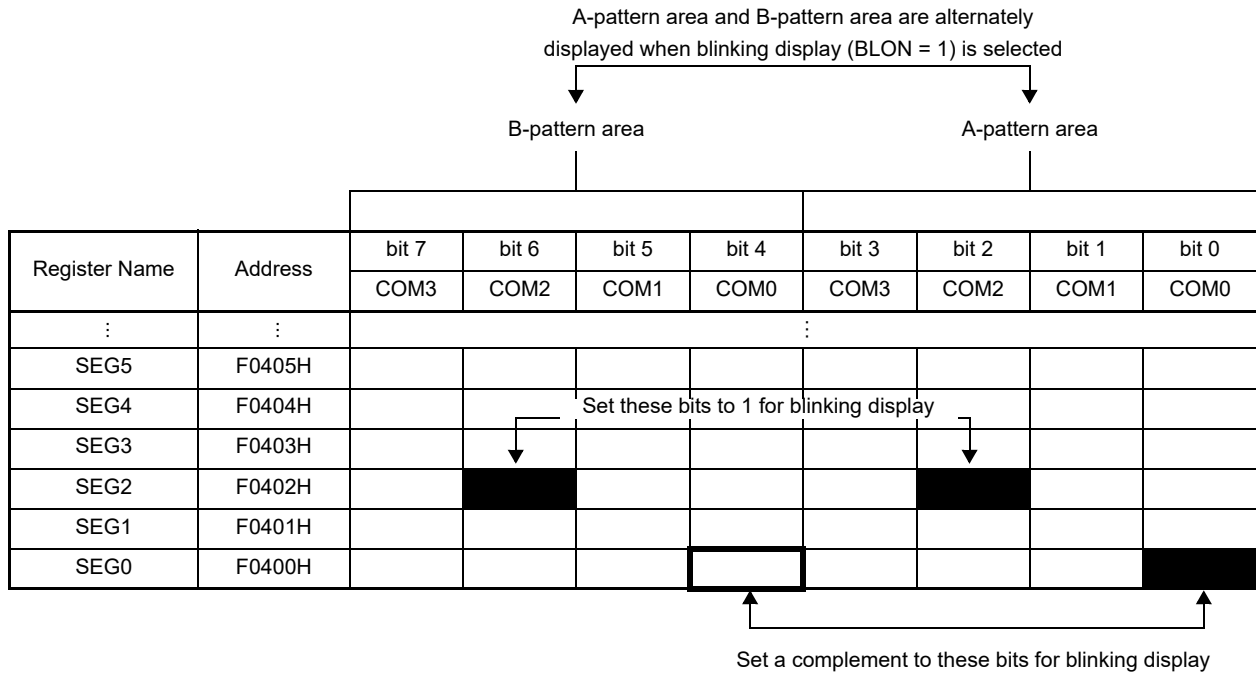 A-pattern area and B-pattern area are alternately
displayed when blinking display (BLON = 1) is selected
B-pattern area A-pattern area
Register Name Address bit 7 bit 6 bit 5 bit 4 bit 3 bit 2 bit 1 bit 0
COM3 COM2 COM1 COM0 COM3 COM2 COM1 COM0
⋮ ⋮ ⋮
SEG5 F0405H
SEG4 F0404H Set these bits to 1 for blinking display
SEG3 F0403H
SEG2 F0402H
SEG1 F0401H
SEG0 F0400H
Set a complement to these bits for blinking display